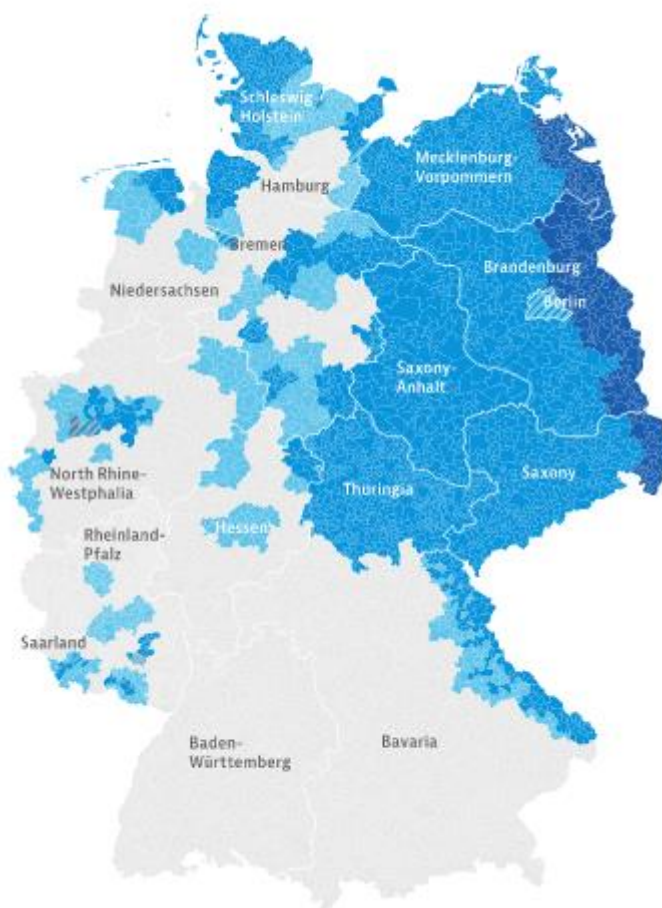 Schleswig
Holstein
Mecklenburg-
Vorpommern
Hamburg
Bremen
Brandenburg
Niedersachsen
Berlin
Saxony-
Anhalt
North Rhine-
Westphalia
Thuringia
Saxony
Hessen
Rheinland-
Pfalz
Saarland
Baden-
Württemberg
Bavaria